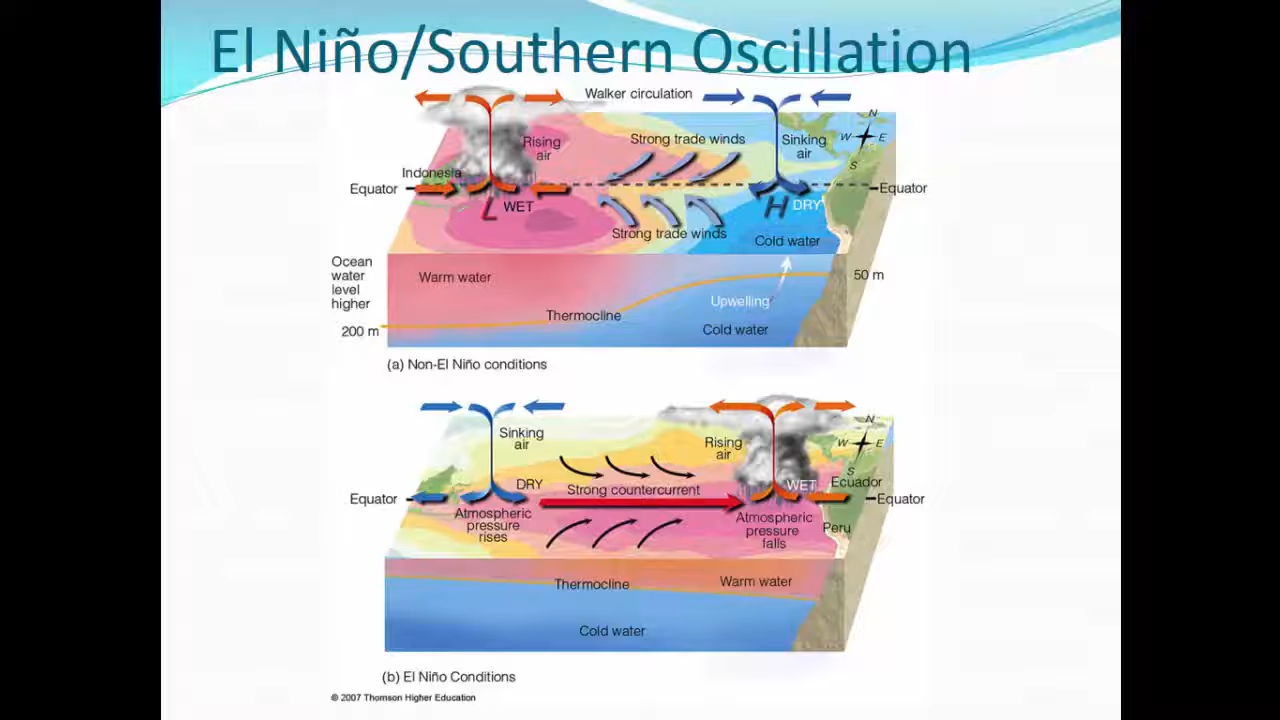 El Niño/Southern Oscillation
Walker circulation
Rising
air
Strong trade winds
Sinking
air
N
W
E
S
Indonesia
Equator
Equator
L
WET
H
DRY
Strong trade winds
Cold water
Ocean
water
level
higher
Warm water
50 m
Upwelling
Thermocline
200 m
Cold water
(a) Non-El Niño conditions
Sinking
air
Rising
air
N
W
E
S
DRY
Strong countercurrent
WET
Ecuador
Equator
Equator
Atmospheric
pressure
rises
Atmospheric
pressure
falls
Peru
Thermocline
Warm water
Cold water
(b) El Niño Conditions
© 2007 Thomson Higher Education